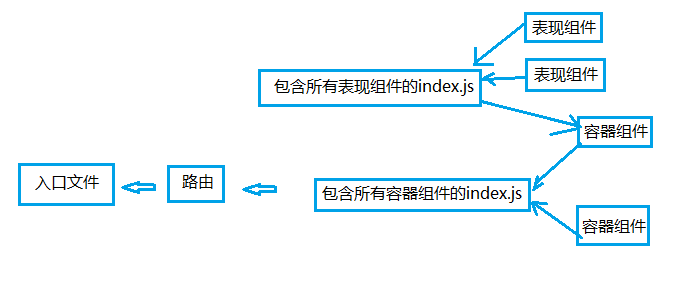 表现组件
表现组件
包含所有表现组件的index.js
容器组件
入口文件
路由
包含所有容器组件的index.js
容器组件